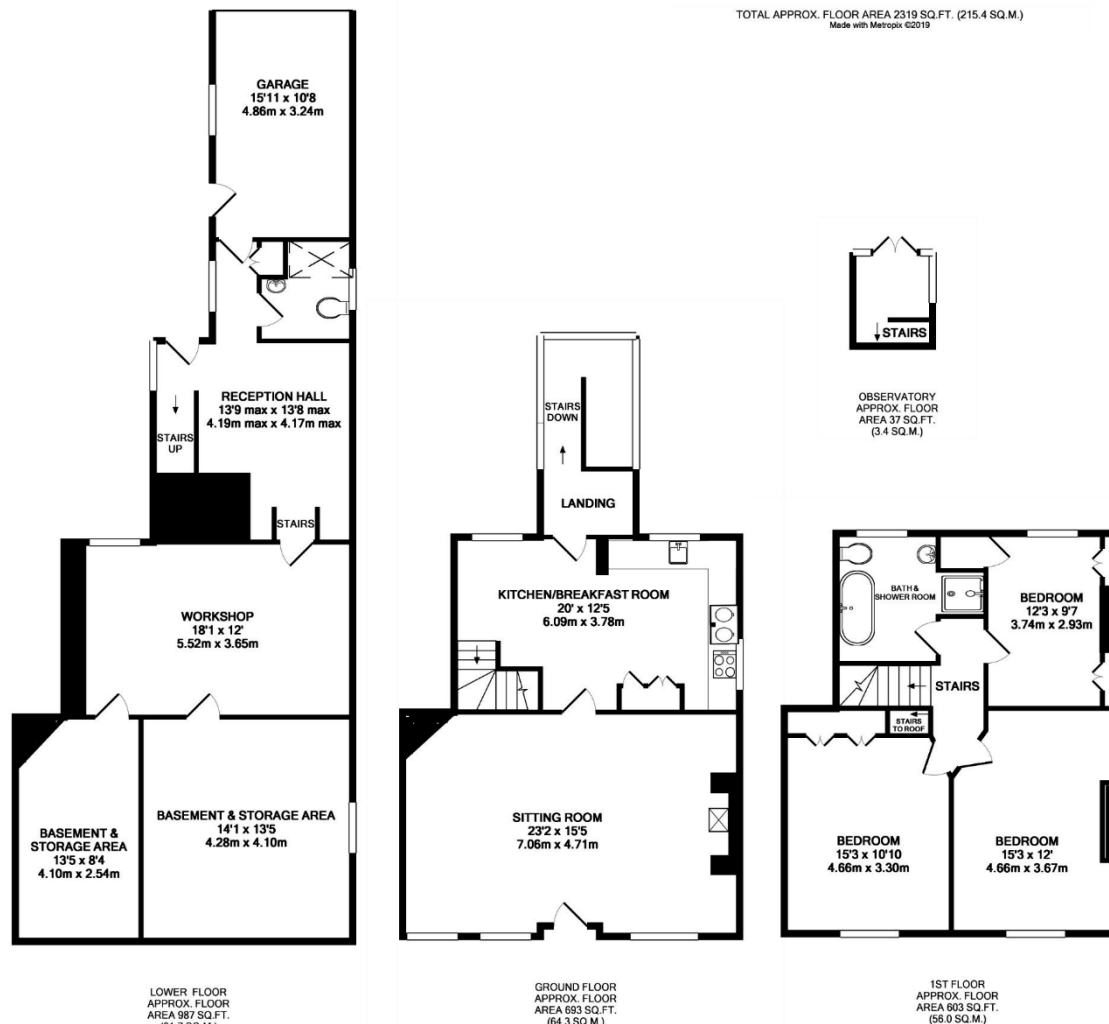 TOTAL APPROX. FLOOR AREA 2319 SQ.FT. (215.4 SQ.M.)
Made with Metropix ©2019
GARAGE
15'11 x 10'8
4.86m x 3.24m
RECEPTION HALL
13'9 max x 13'8 max
4.19m max x 4.17m max
STAIRS
UP
STAIRS
WORKSHOP
18'1 x 12'
5.52m x 3.65m
BASEMENT &
STORAGE AREA
13'5 x 8'4
4.10m x 2.54m
BASEMENT & STORAGE AREA
14'1 x 13'5
4.28m x 4.10m
LOWER FLOOR
APPROX. FLOOR
AREA 987 SQ.FT.
STAIRS
DOWN
LANDING
KITCHEN/BREAKFAST ROOM
20' x 12'5
6.09m x 3.78m
SITTING ROOM
23'2 x 15'5
7.06m x 4.71m
GROUND FLOOR
APPROX. FLOOR
AREA 693 SQ.FT.
(64.3 SQ.M.)
STAIRS
OBSERVATORY
APPROX. FLOOR
AREA 37 SQ.FT.
(3.4 SQ.M.)
BATH &
SHOWER ROOM
BEDROOM
12'3 x 9'7
3.74m x 2.93m
STAIRS
STAIRS
TO ROOF
BEDROOM
15'3 x 10'10
4.66m x 3.30m
BEDROOM
15'3 x 12'
4.66m x 3.67m
1ST FLOOR
APPROX. FLOOR
AREA 603 SQ.FT.
(56.0 SQ.M.)